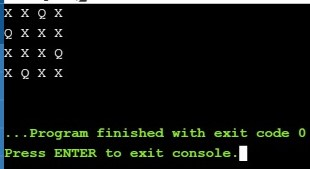 X X Q X
Q X X X
X X X Q
X Q X X
...Program finished with exit code 0
Press ENTER to exit console.